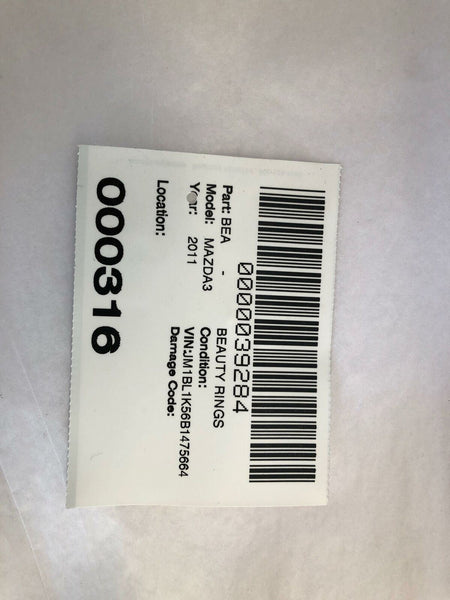 0000039284
Part: BEA - BEAUTY RINGS
Model: MAZDA3 Condition:
Year: 2011 VIN:JM1BL1K56B1475664
Damage Code:
Location:
000316